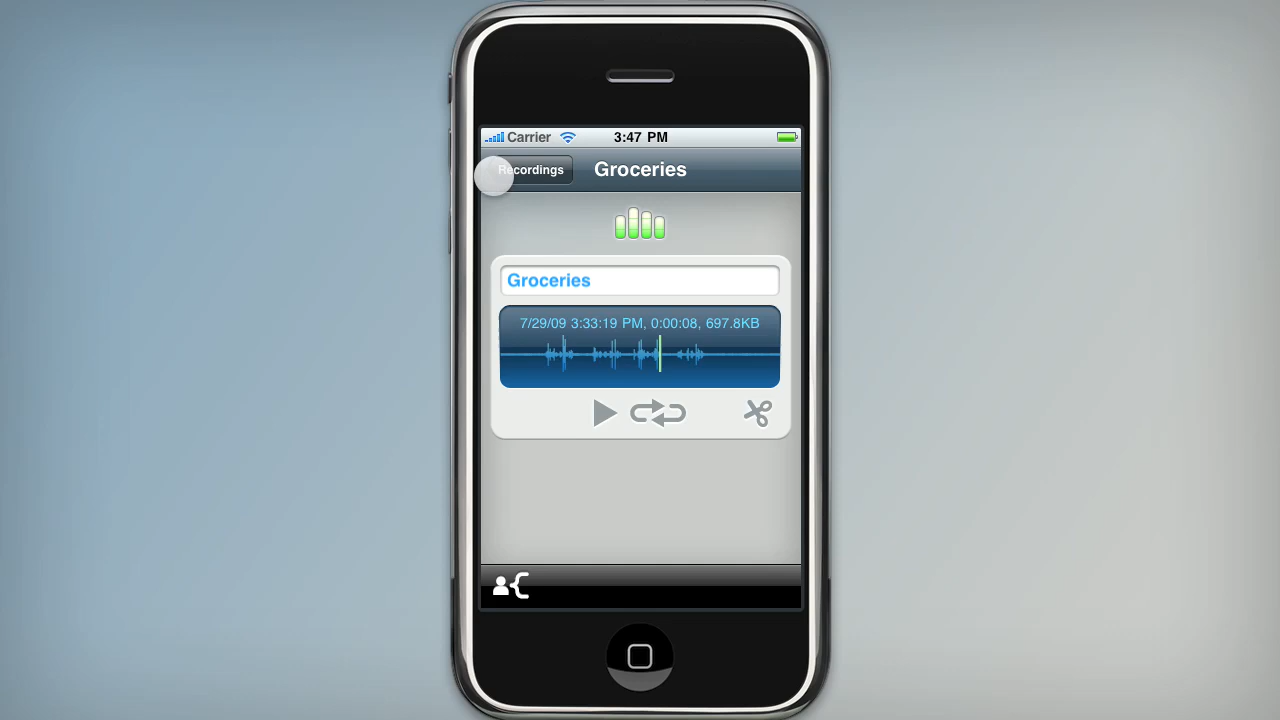 Carrier 3:47 PM
Recordings Groceries
Groceries
7/29/09 3:33:19 PM, 0:00:08, 697.8KB